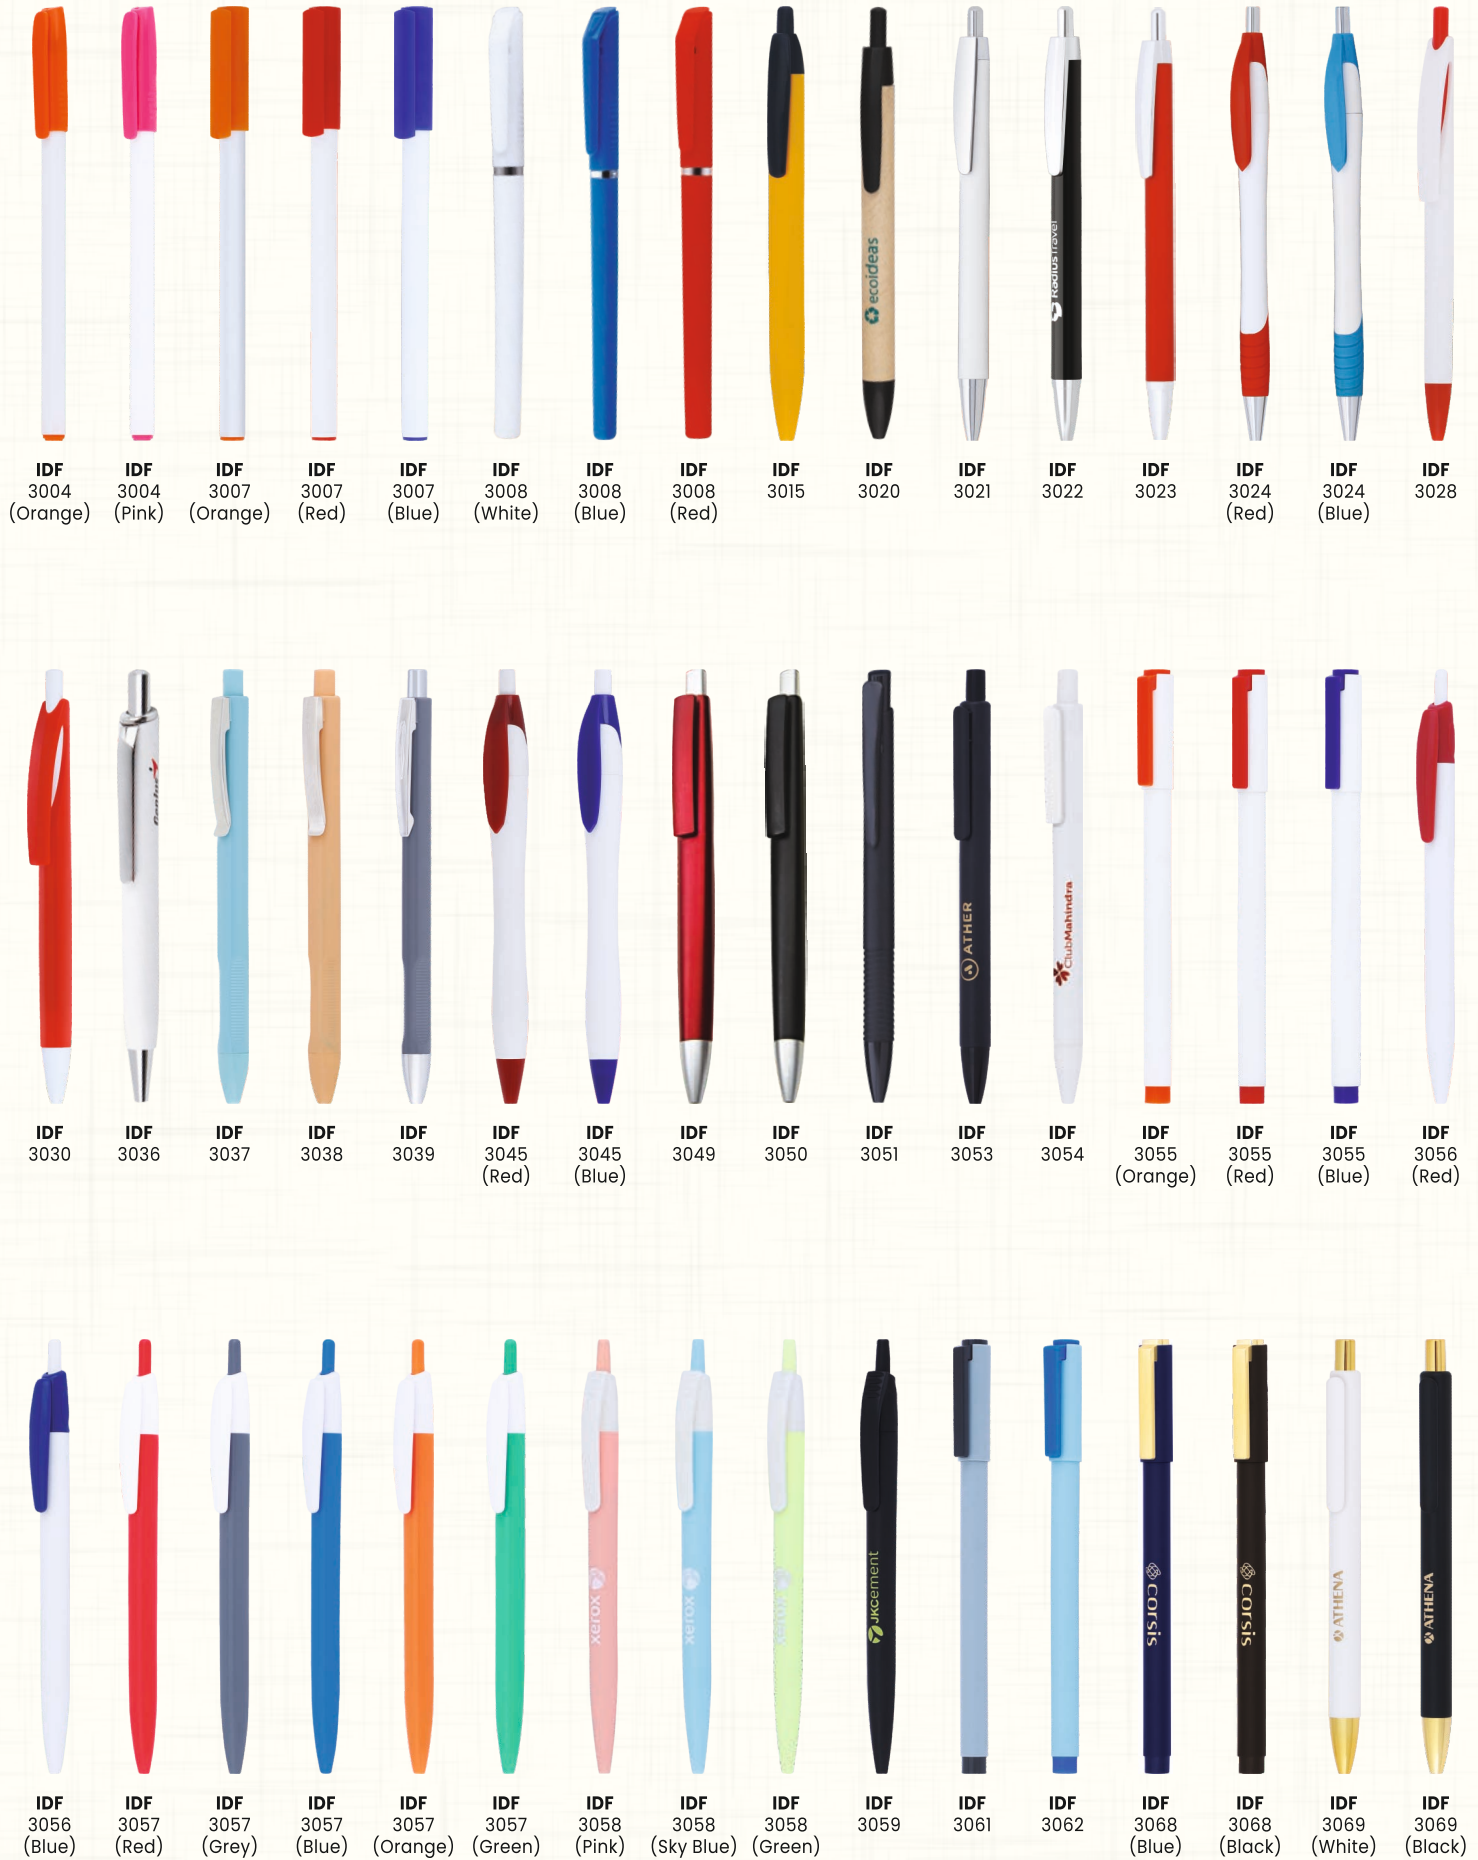 ecoideas
RadiusTravel
IDF IDF IDF IDF IDF IDF IDF IDF IDF IDF IDF IDF IDF IDF IDF IDF
3004 3004 3007 3007 3007 3008 3008 3008 3015 3020 3021 3022 3023 3024 3024 3028
(Orange) (Pink) (Orange) (Red) (Blue) (White) (Blue) (Red) (Red) (Blue)
Genius
ATHER
ClubMahindra
IDF IDF IDF IDF IDF IDF IDF IDF IDF IDF IDF IDF IDF IDF IDF IDF
3030 3036 3037 3038 3039 3045 3045 3049 3050 3051 3053 3054 3055 3055 3055 3056
(Red) (Blue) (Orange) (Red) (Blue) (Red)
xerox
xerox
xerox
JKcement
corsis
corsis
ATHENA
ATHENA
IDF IDF IDF IDF IDF IDF IDF IDF IDF IDF IDF IDF IDF IDF IDF IDF
3056 3057 3057 3057 3057 3057 3058 3058 3058 3059 3061 3062 3068 3068 3069 3069
(Blue) (Red) (Grey) (Blue) (Orange) (Green) (Pink) (Sky Blue) (Green) (Blue) (Black) (White) (Black)